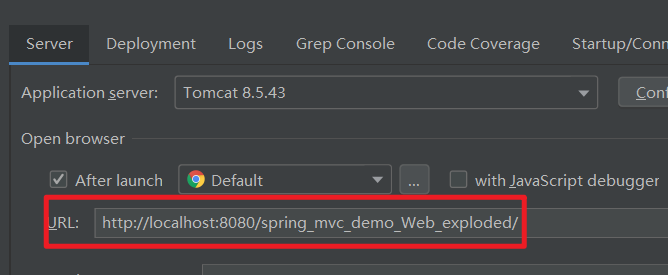 Server Deployment Logs Grep Console Code Coverage Startup/Conn
Application server: Tomcat 8.5.43 Conf
Open browser
After launch Default ... with JavaScript debugger
URL: http://localhost:8080/spring_mvc_demo_Web_exploded/